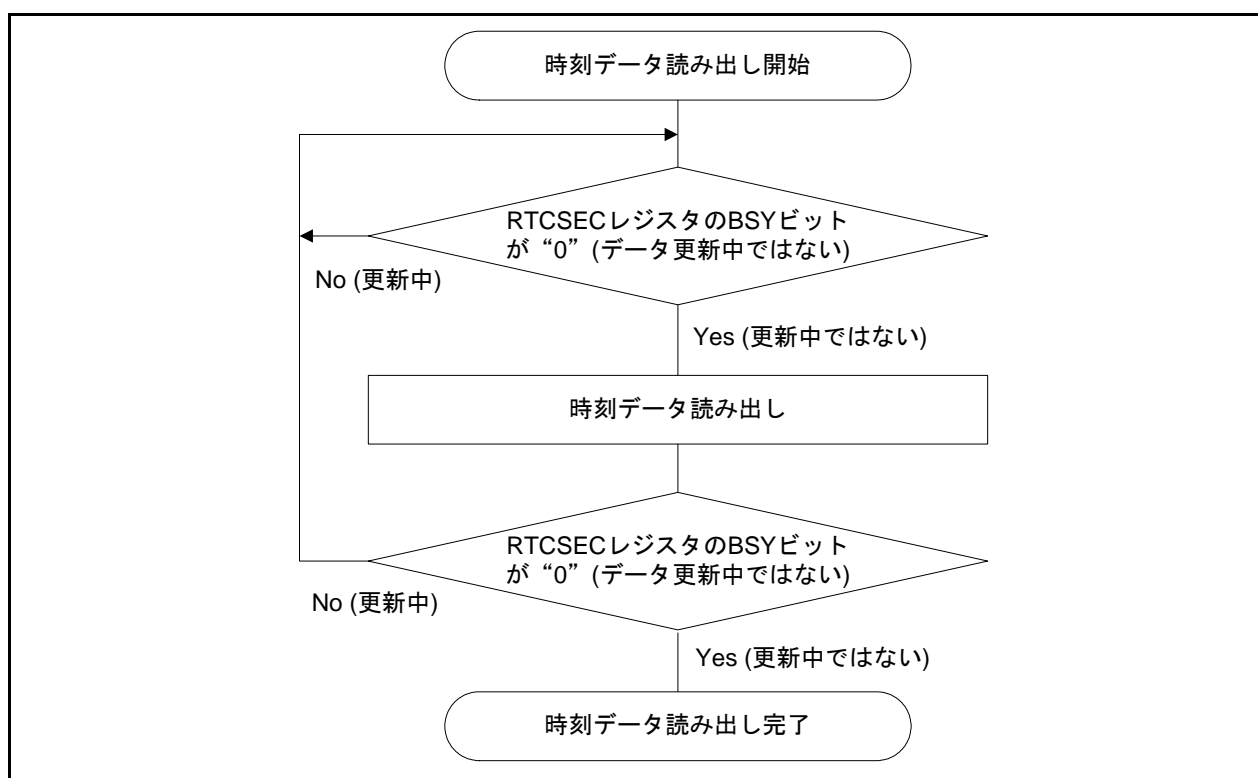 時刻データ読み出し開始
RTCSECレジスタのBSYビット
が“0”(データ更新中ではない)
No (更新中)
Yes (更新中ではない)
時刻データ読み出し
RTCSECレジスタのBSYビット
が“0”(データ更新中ではない)
No (更新中)
Yes (更新中ではない)
時刻データ読み出し完了